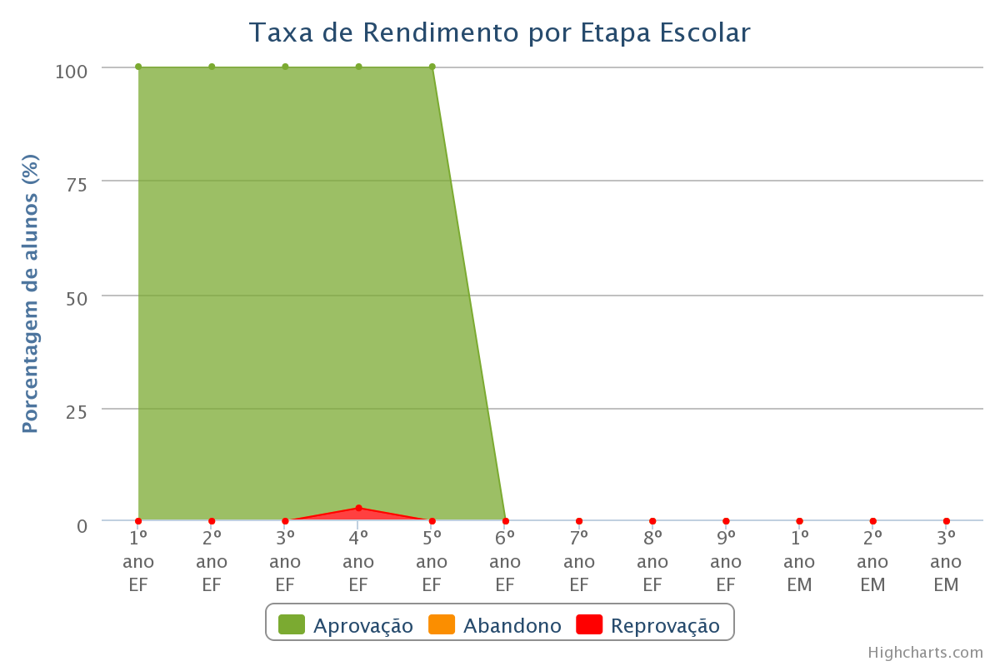 Taxa de Rendimento por Etapa Escolar
Porcentagem de alunos (%)
100
75
50
25
0
1º ano EF
2º ano EF
3º ano EF
4º ano EF
5º ano EF
6º ano EF
7º ano EF
8º ano EF
9º ano EF
1º ano EM
2º ano EM
3º ano EM
Aprovação Abandono Reprovação
Highcharts.com